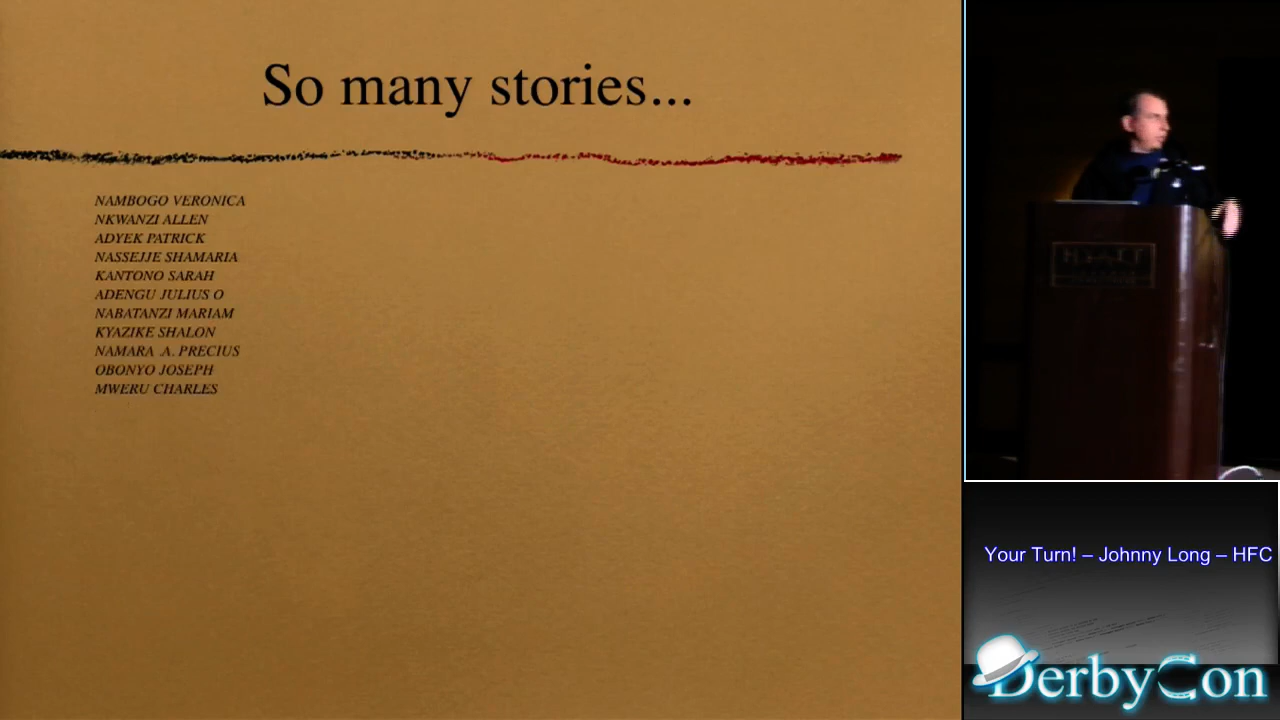 So many stories...
NAMBOGO VERONICA
NKWANZI ALLEN
ADYEK PATRICK
NASSEJJE SHAMARIA
KANTONO SARAH
ADENGU JULIUS O
NABATANZI MARIAM
KYAZIKE SHALON
NAMARA .A. PRECIUS
OBONYO JOSEPH
MWERU CHARLES
HYATT
Your Turn! – Johnny Long – HFC
DerbyCon